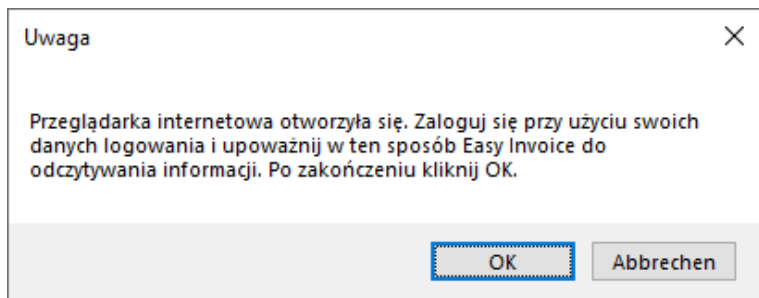 Uwaga
Przeglądarka internetowa otworzyła się. Zaloguj się przy użyciu swoich
danych logowania i upoważnij w ten sposób Easy Invoice do
odczytywania informacji. Po zakończeniu kliknij OK.
OK
Abbrechen